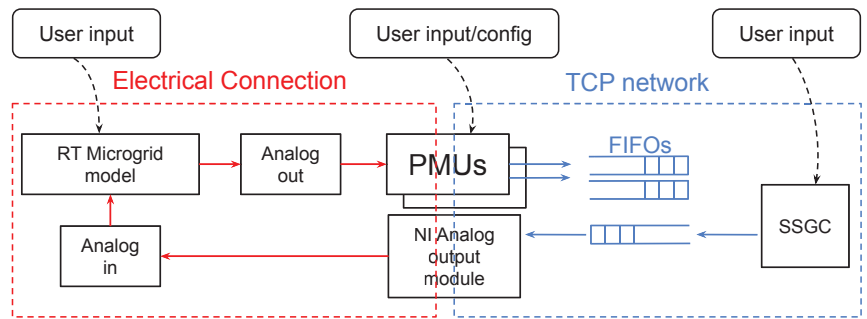 User input
User input/config
User input
Electrical Connection
TCP network
RT Microgrid
model
Analog
out
PMUs
FIFOs
Analog
in
NI Analog
output
module
SSGC